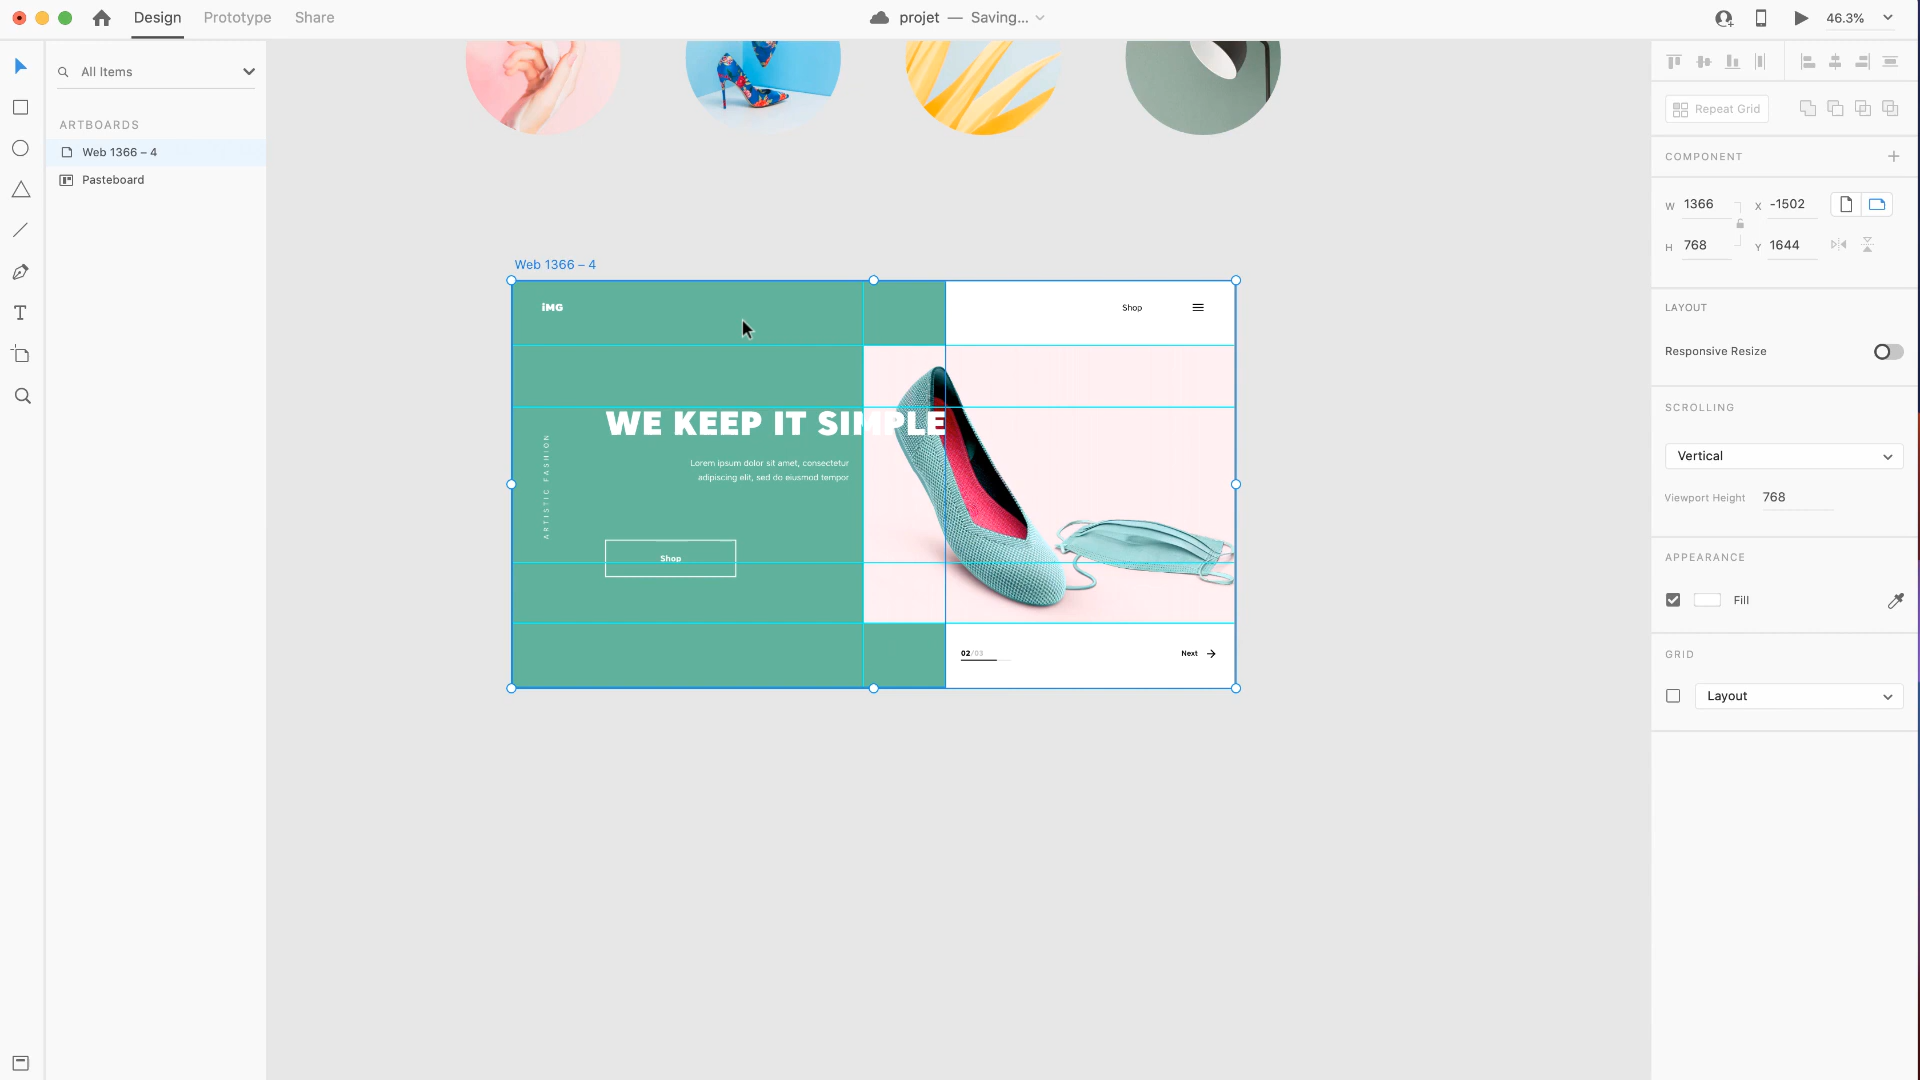 Design Prototype Share
projet — Saving...
46.3%
All Items
ARTBOARDS
Web 1366 – 4
Pasteboard
Web 1366 – 4
iMG
Shop
WE KEEP IT SIMPLE
Lorem ipsum dolor sit amet, consectetur
adipiscing elit, sed do eiusmod tempor
ARTISTIC FASHION
Shop
02/03
Next
Repeat Grid
COMPONENT
W 1366 X -1502
H 768 Y 1644
LAYOUT
Responsive Resize
SCROLLING
Vertical
Viewport Height 768
APPEARANCE
Fill
GRID
Layout